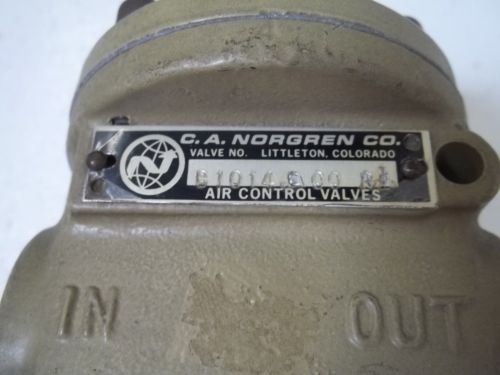 C. A. NORGREN CO.
VALVE NO. LITTLETON, COLORADO
AIR CONTROL VALVES
IN OUT